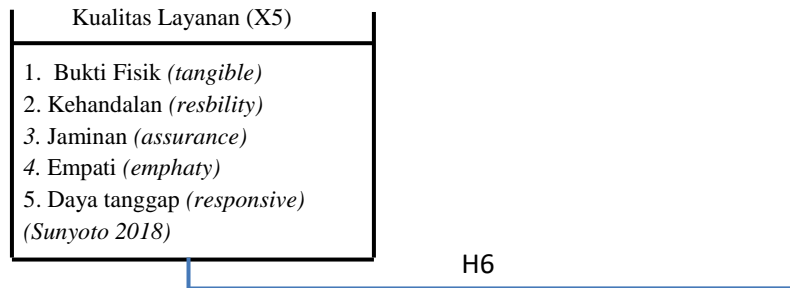 Kualitas Layanan (X5)
1. Bukti Fisik (tangible)
2. Kehandalan (resbility)
3. Jaminan (assurance)
4. Empati (emphaty)
5. Daya tanggap (responsive)
(Sunyoto 2018)
H6